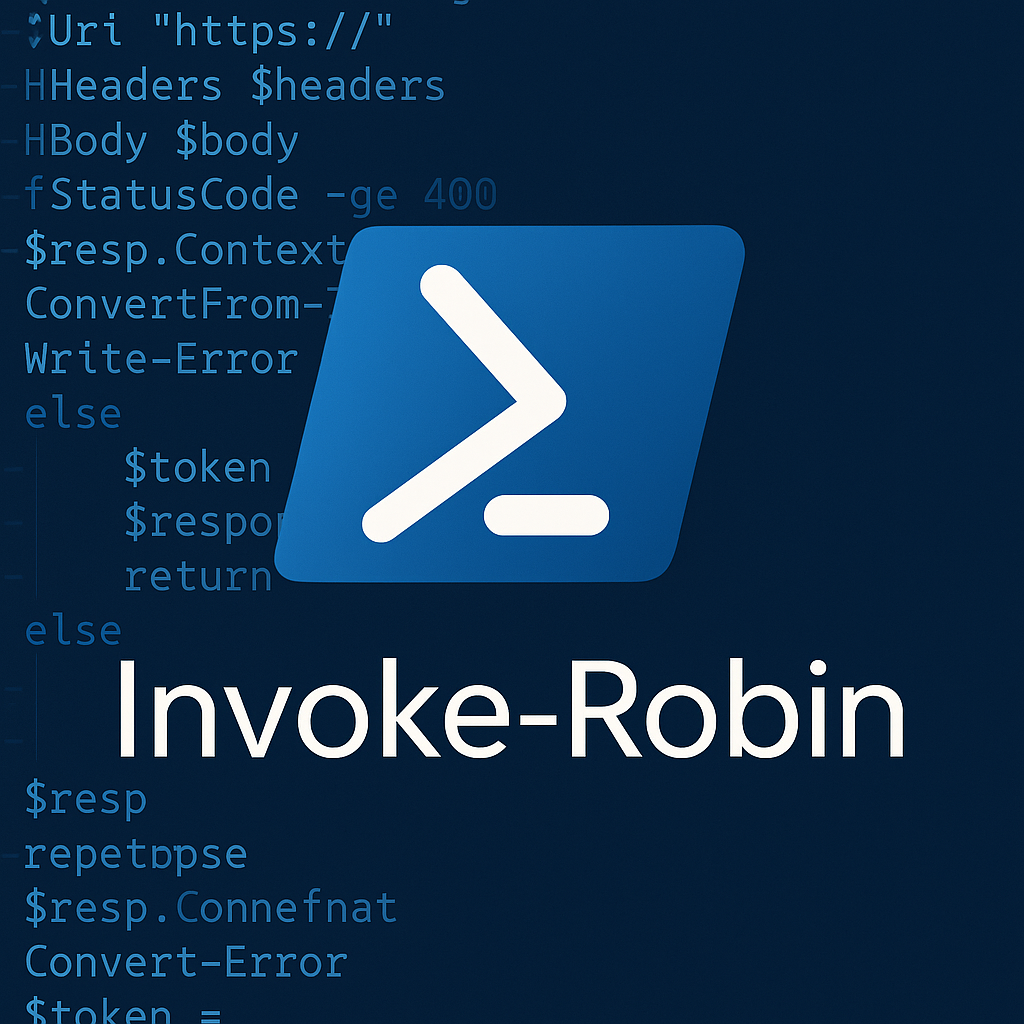 Uri "https://"
HHeaders $headers
HBody $body
fStatusCode -ge 400
$resp.Context
ConvertFrom-
Write-Error
else
$token
$respo
return
else
Invoke-Robin
$resp
$resp.Connefnat
Convert-Error
$token =